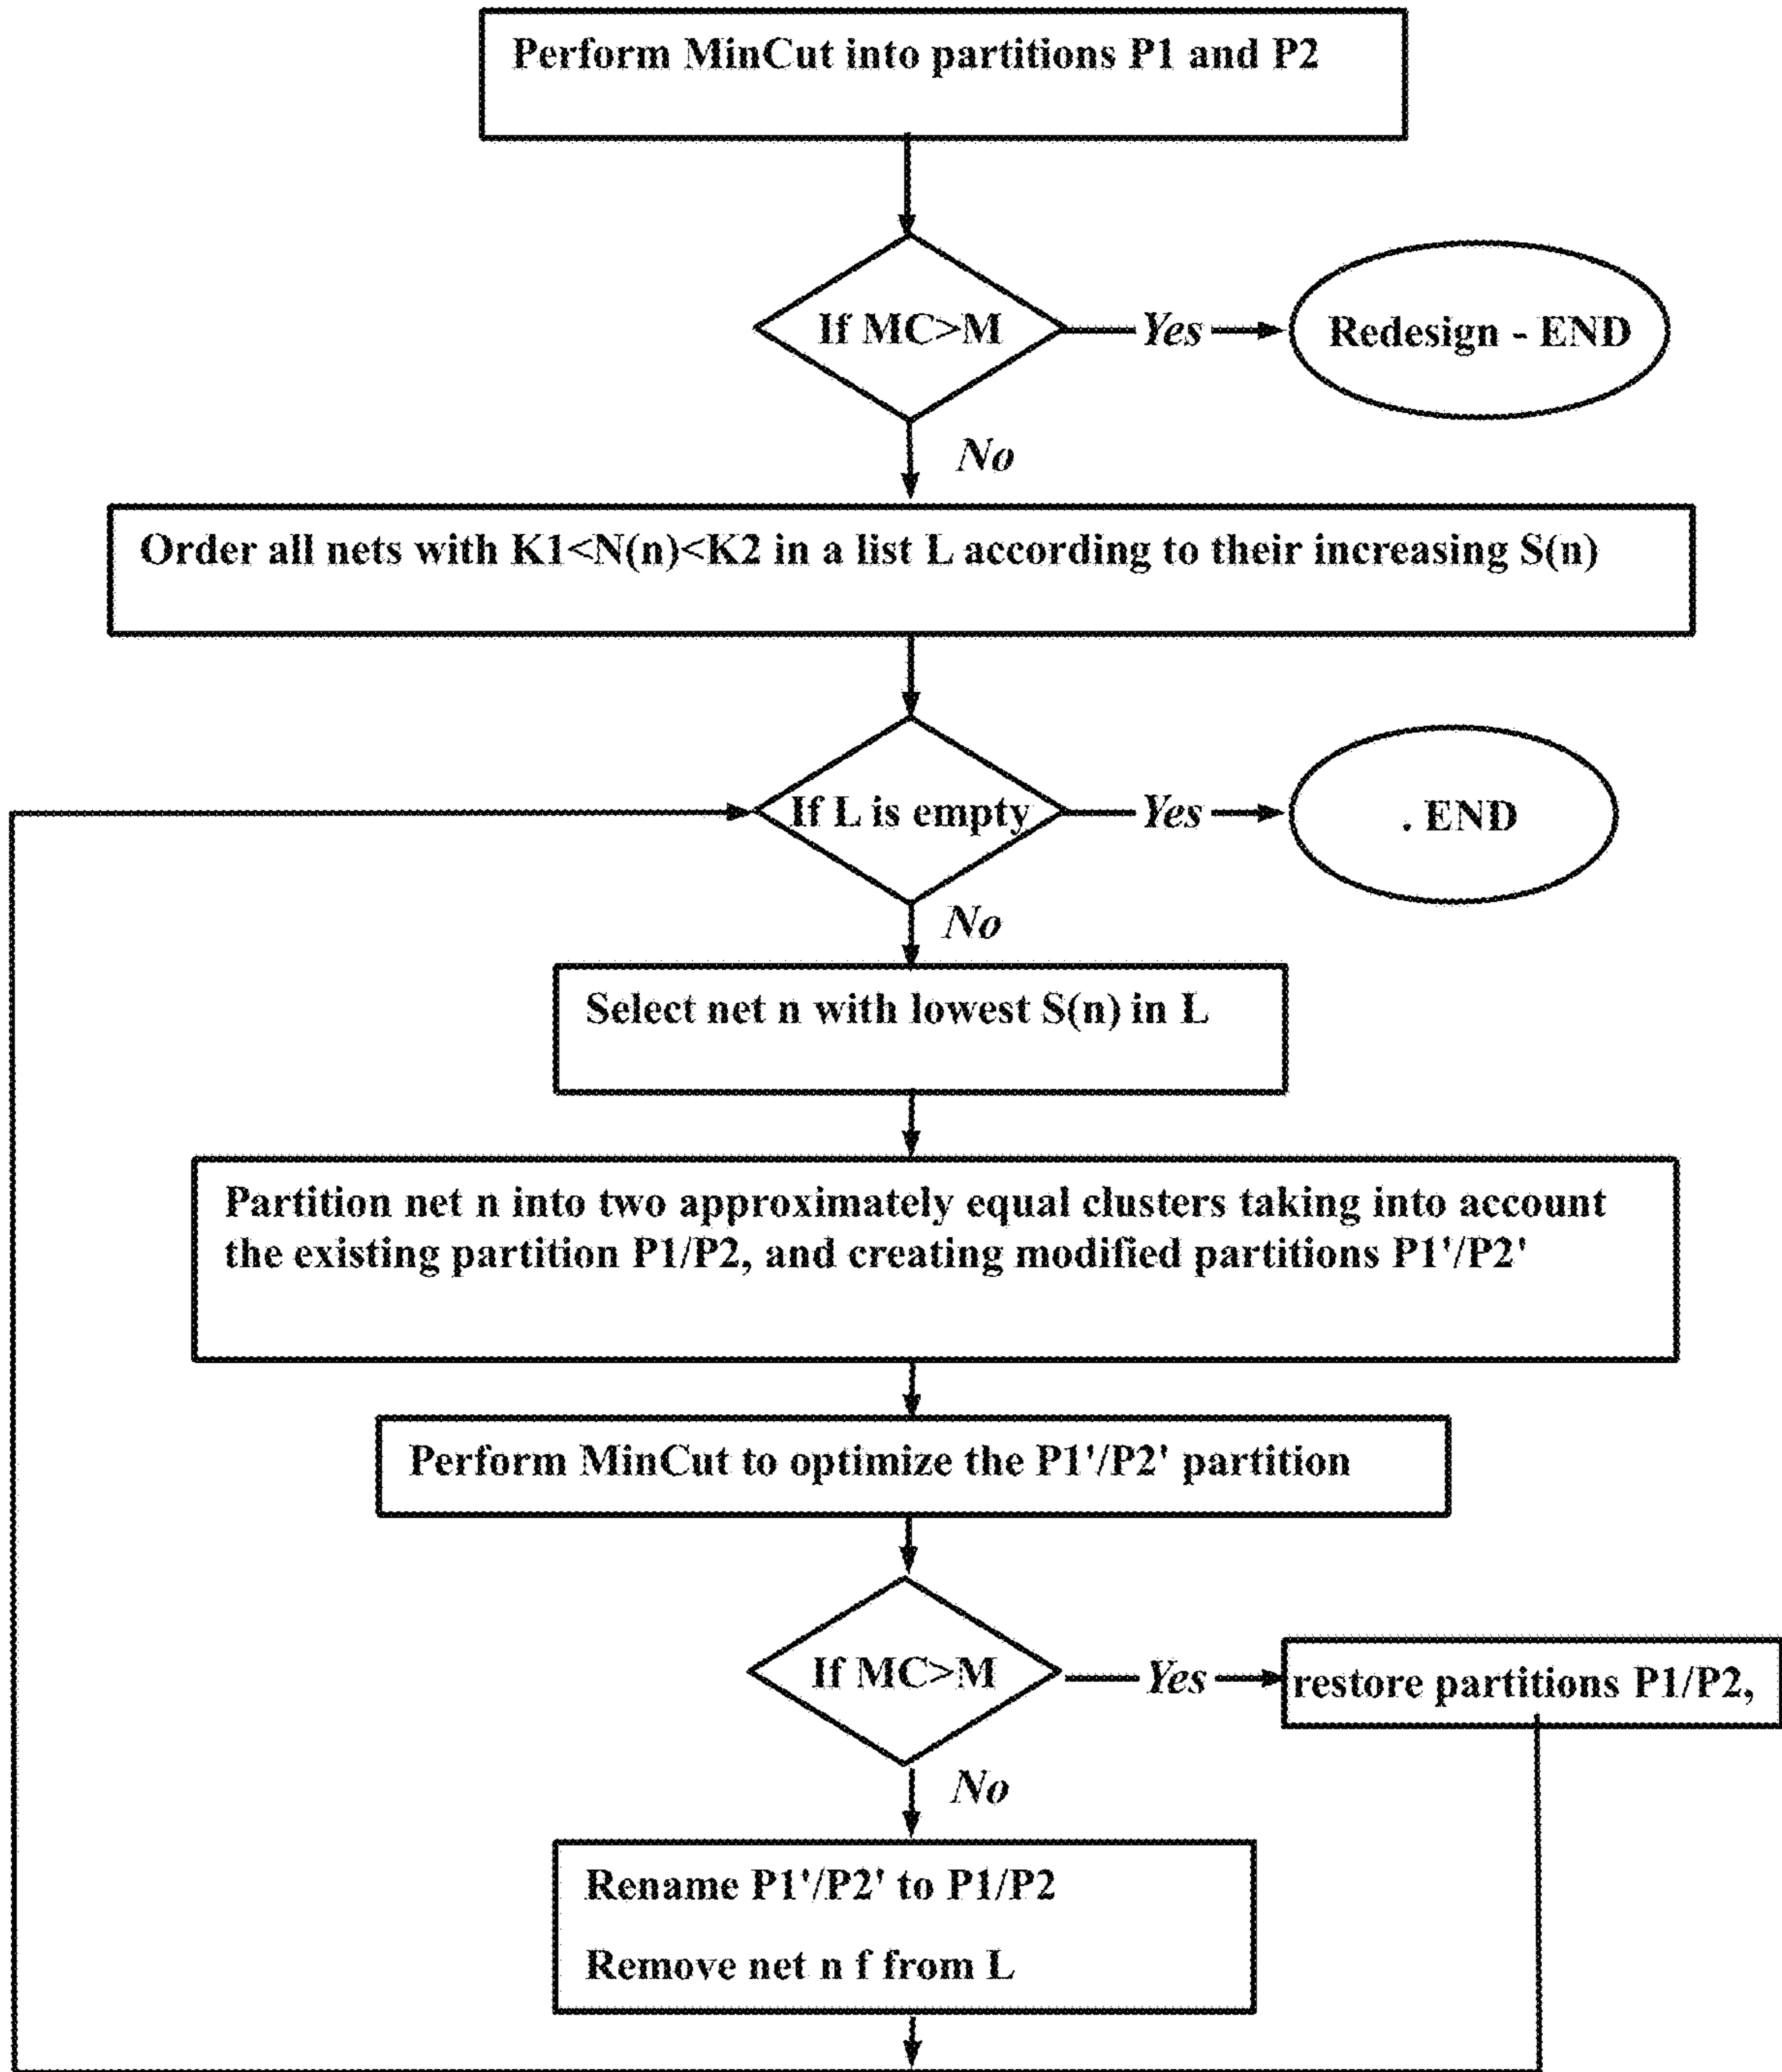 Perform MinCut into partitions P1 and P2
If MC>M
Yes
Redesign - END
No
Order all nets with K1<N(n)<K2 in a list L according to their increasing S(n)
If L is empty
Yes
. END
No
Select net n with lowest S(n) in L
Partition net n into two approximately equal clusters taking into account
the existing partition P1/P2, and creating modified partitions P1'/P2'
Perform MinCut to optimize the P1'/P2' partition
If MC>M
Yes
restore partitions P1/P2,
No
Rename P1'/P2' to P1/P2
Remove net n f from L